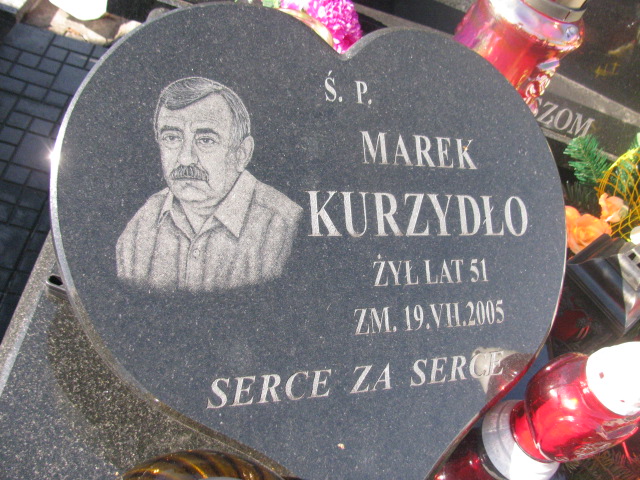 Ś. P.
MAREK
KURZYDŁO
ŻYŁ LAT 51
ZM. 19.VII.2005
SERCE ZA SERCE